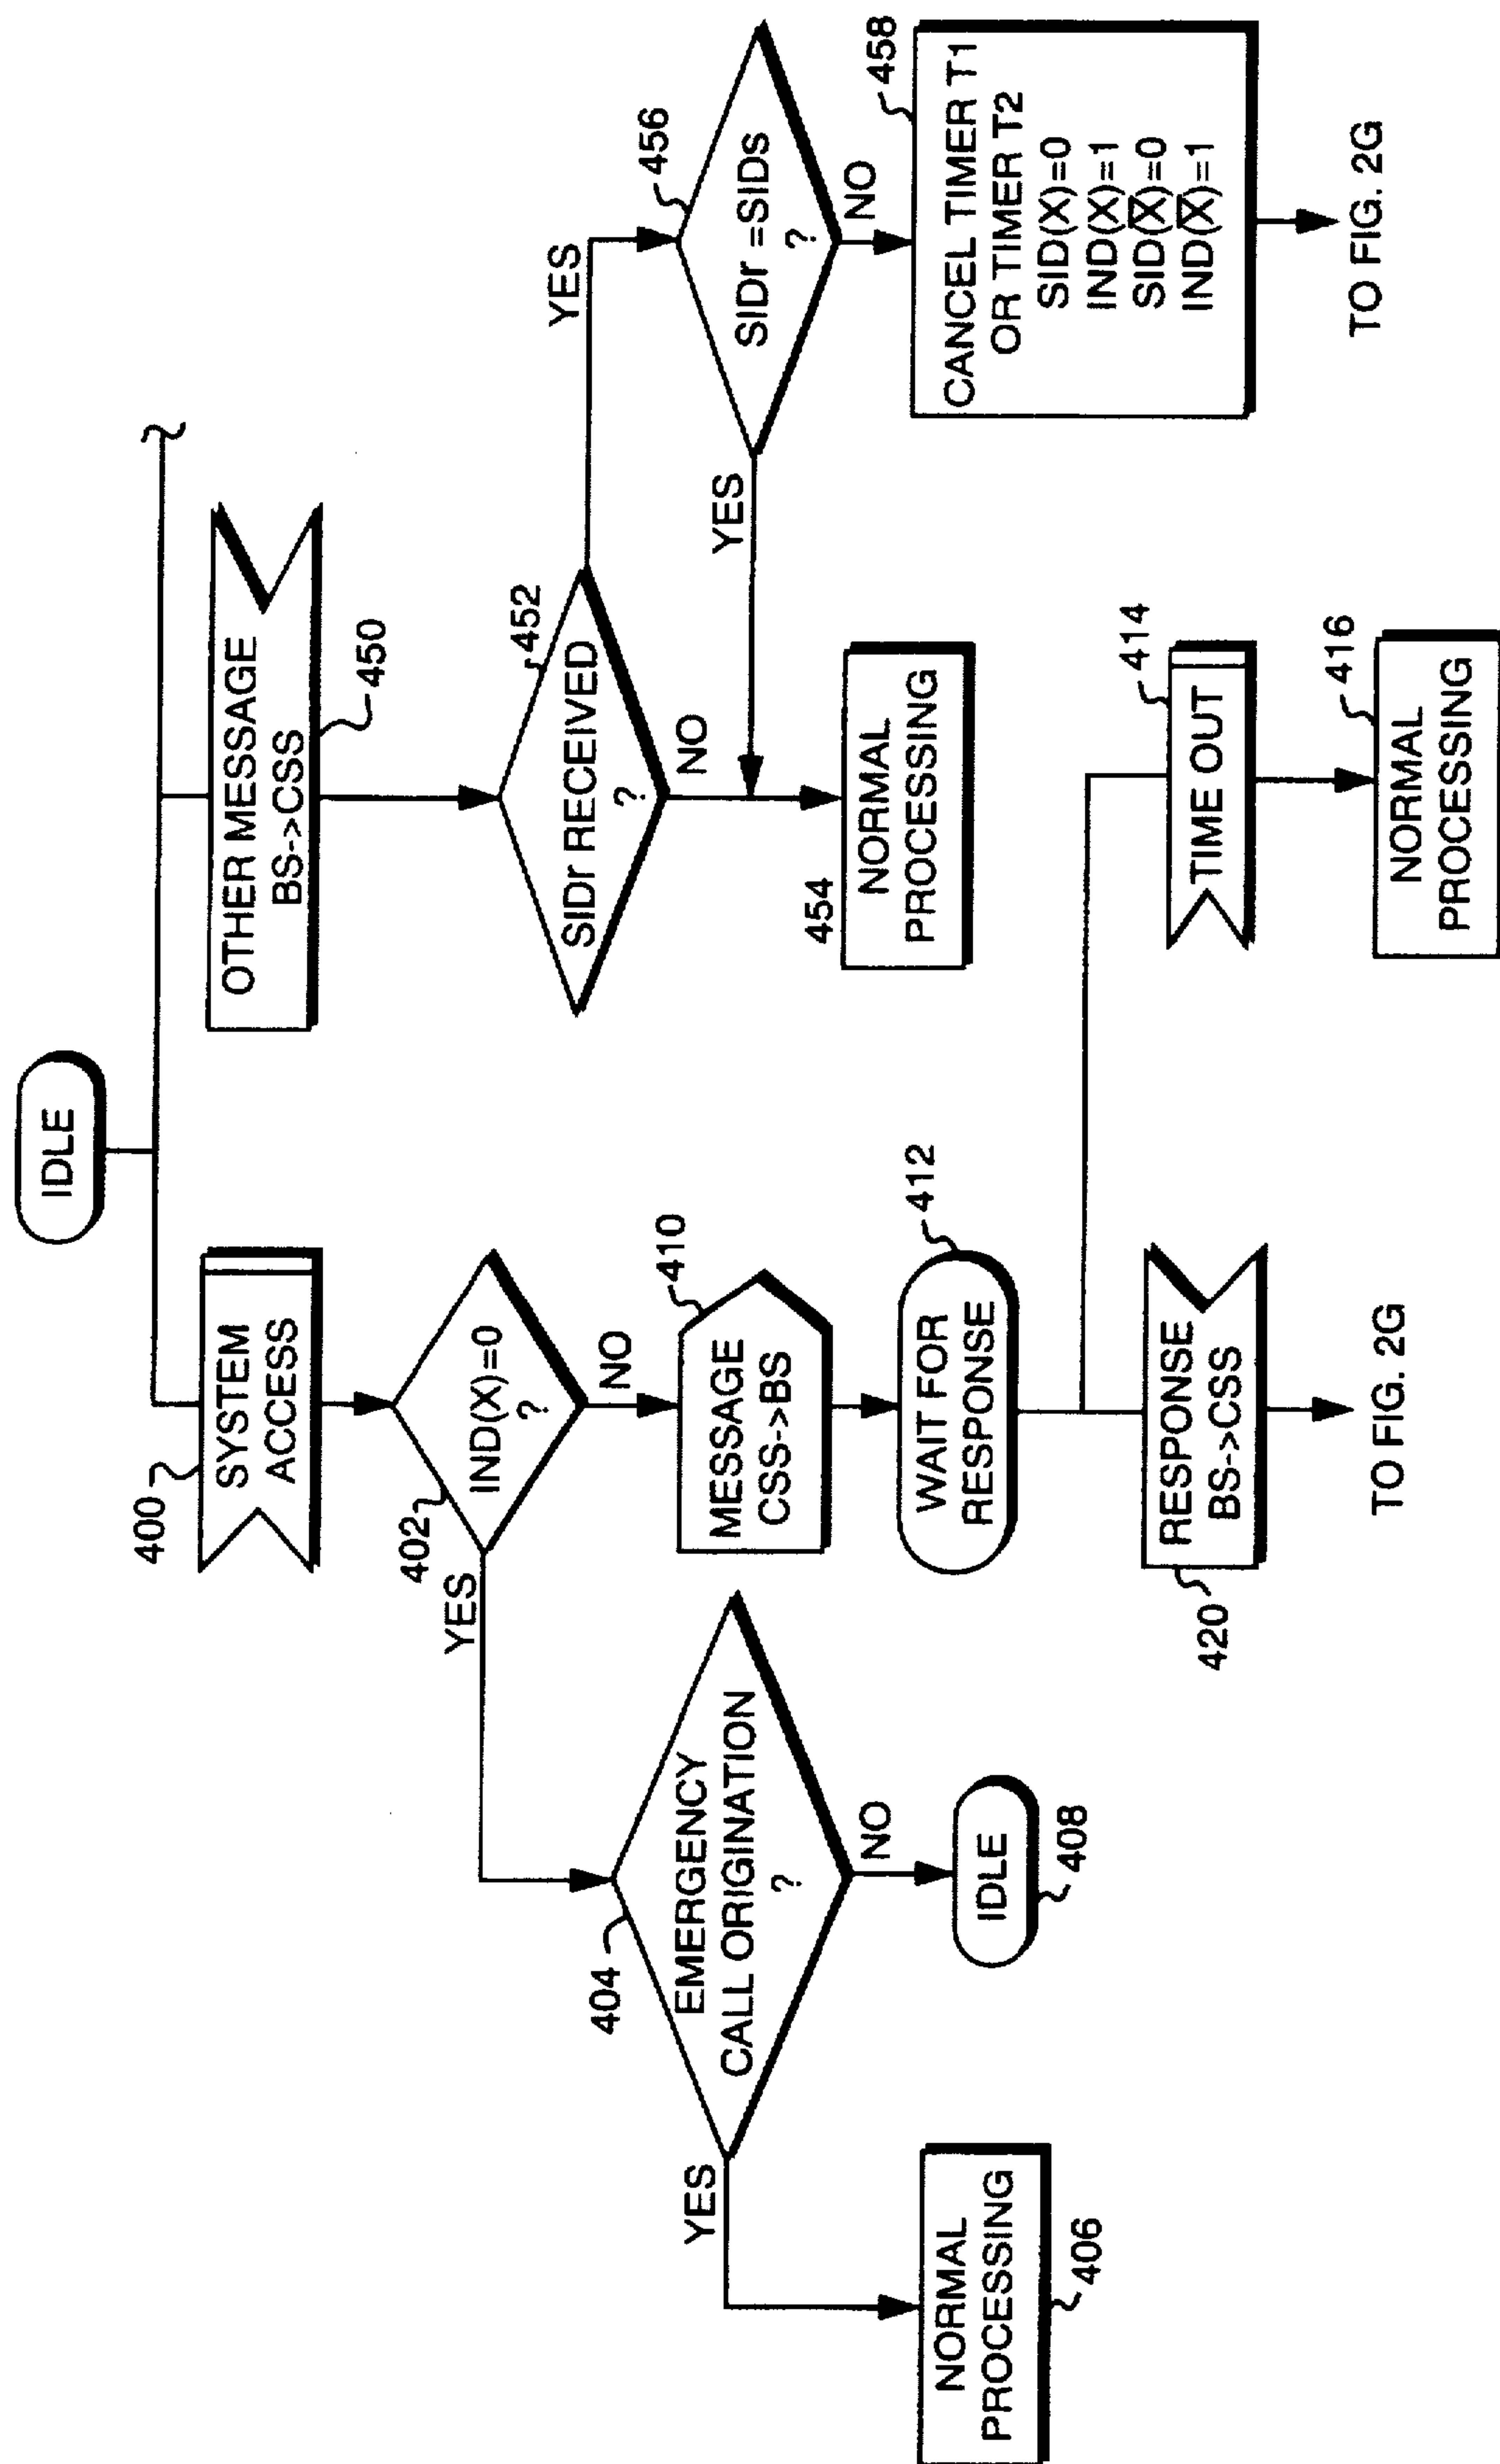 IDLE
400
SYSTEM
ACCESS
402
IND(X)=0
?
YES
NO
404
EMERGENCY
CALL ORIGINATION
?
YES
NO
NORMAL
PROCESSING
406
IDLE
408
410
MESSAGE
CSS->BS
412
WAIT FOR
RESPONSE
420
RESPONSE
BS->CSS
TO FIG. 2G
414
TIME OUT
416
NORMAL
PROCESSING
OTHER MESSAGE
BS->CSS
450
452
SIDr RECEIVED
?
YES
NO
454
NORMAL
PROCESSING
456
SIDr =SIDs
?
YES
NO
458
CANCEL TIMER T1
OR TIMER T2
SID(X)=0
IND(X)=1
SID(X̅)=0
IND(X̅)=1
TO FIG. 2G